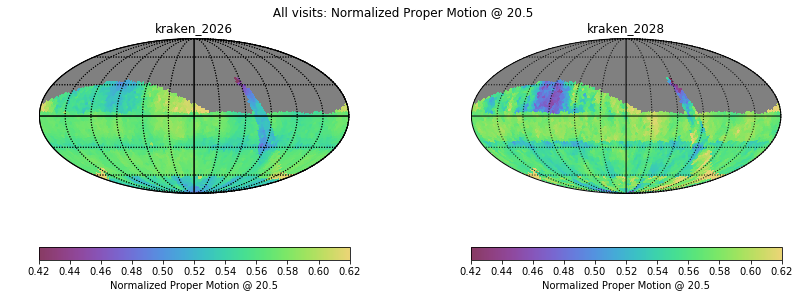 All visits: Normalized Proper Motion @ 20.5
kraken_2026
kraken_2028
0.42 0.44 0.46 0.48 0.50 0.52 0.54 0.56 0.58 0.60 0.62
Normalized Proper Motion @ 20.5
0.42 0.44 0.46 0.48 0.50 0.52 0.54 0.56 0.58 0.60 0.62
Normalized Proper Motion @ 20.5